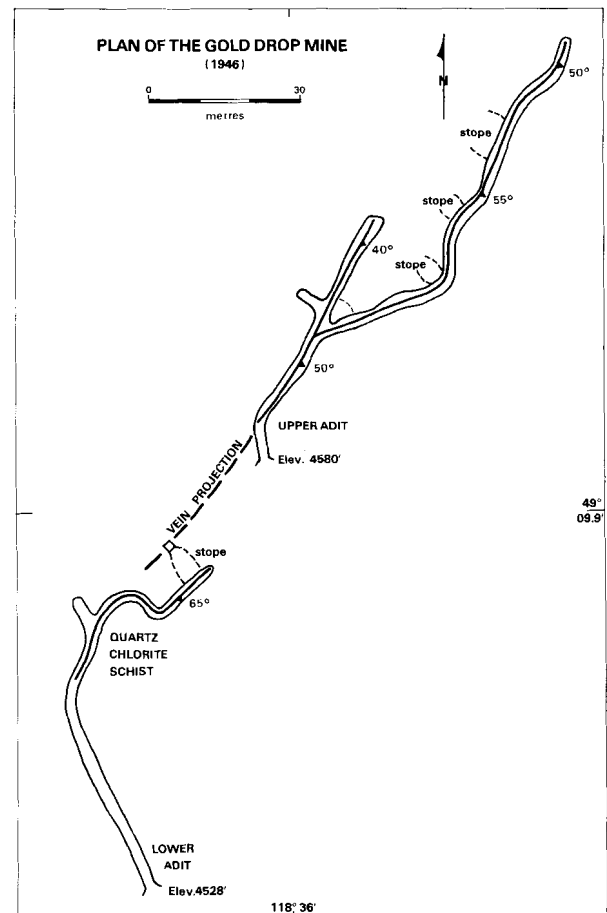 PLAN OF THE GOLD DROP MINE
(1946)
0 30
metres
N
50°
stope
stope
55°
40°
stope
50°
UPPER ADIT
Elev. 4580'
VEIN PROJECTION
49°
09.9'
stope
65°
QUARTZ
CHLORITE
SCHIST
LOWER
ADIT
Elev.4528'
118° 36'